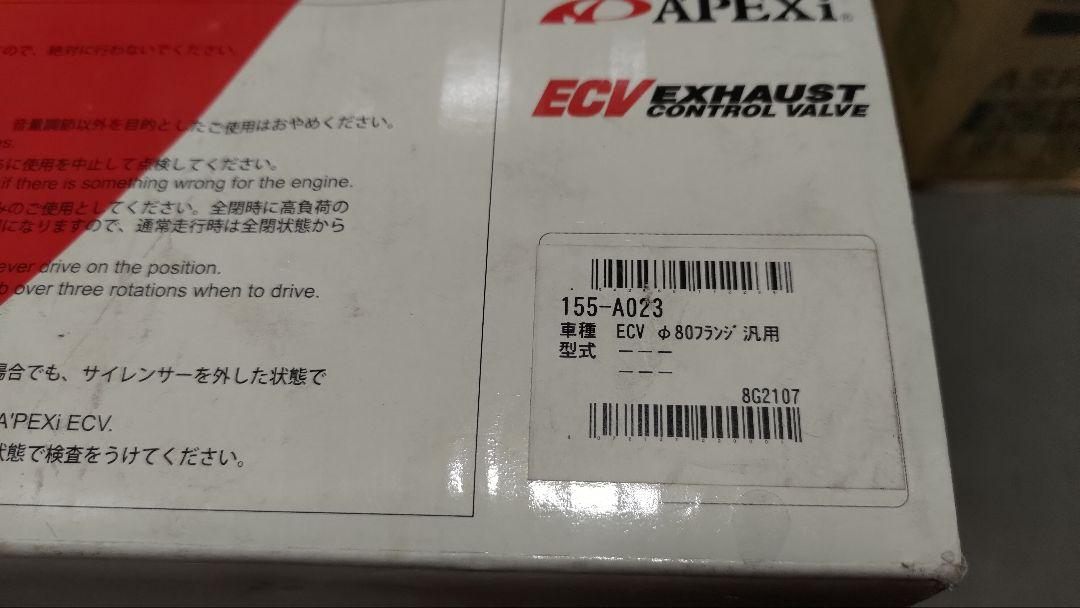 APEXi®
ECV EXHAUST
CONTROL VALVE
ので、絶対に行わないでください。
音量調節以外を目的としたご使用はおやめください。
es.
に使用を中止して点検してください。
if there is something wrong for the engine.
みのご使用としてください。全閉時に高負荷の
になりますので、通常走行時は全閉状態から
ever drive on the position.
over three rotations when to drive.
場合でも、サイレンサーを外した状態で
A'PEXi ECV.
状態で検査をうけてください。
155-A023
車種 ECV φ80フランジ 汎用
型式 ---
---
8G2107